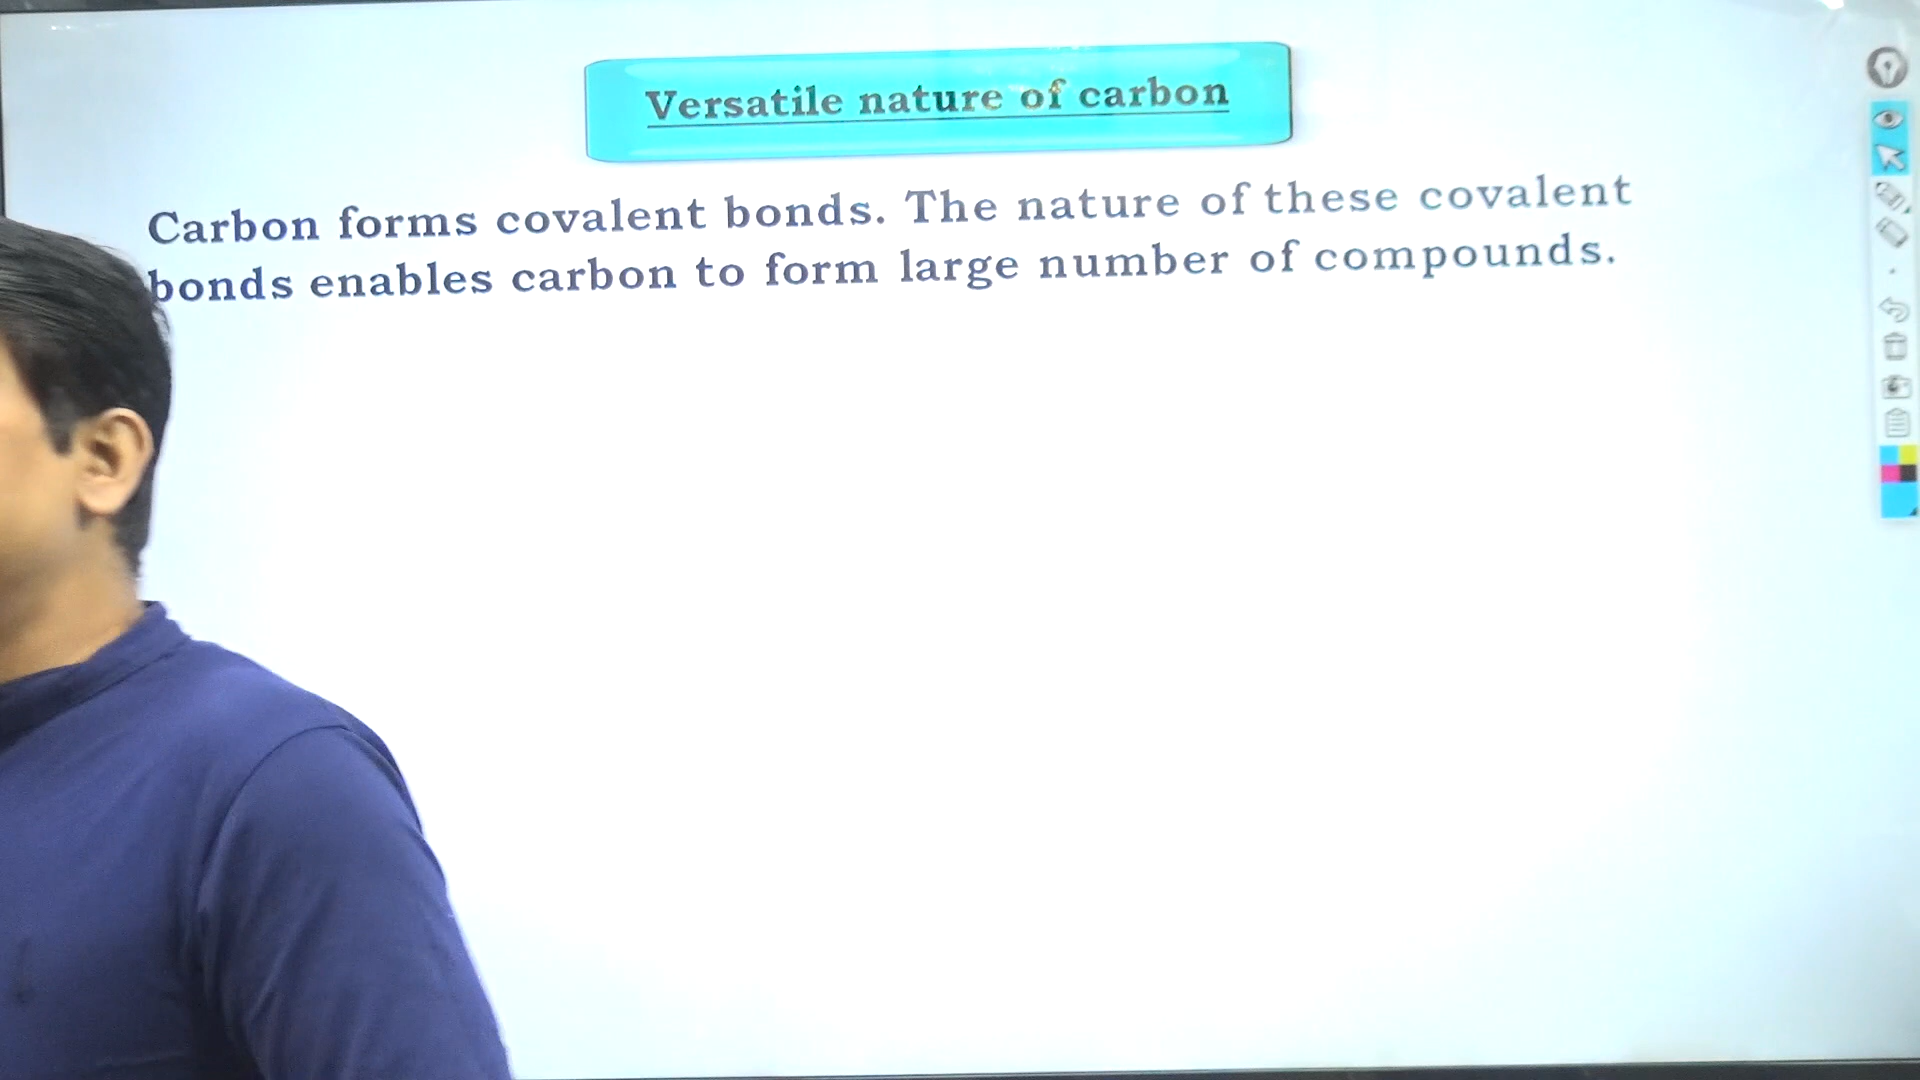 Versatile nature of carbon
Carbon forms covalent bonds. The nature of these covalent
bonds enables carbon to form large number of compounds.